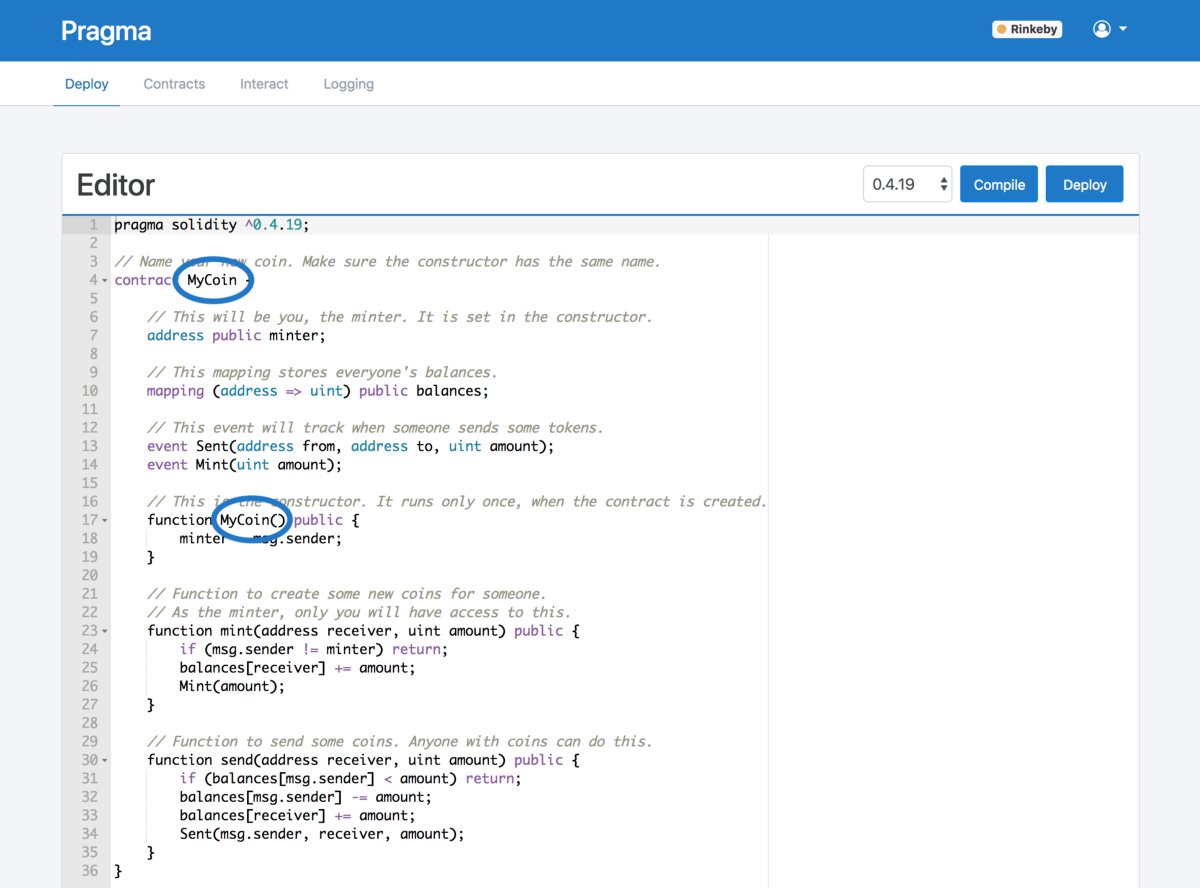 Pragma
Rinkeby
Deploy Contracts Interact Logging
Editor
0.4.19 Compile Deploy
1 pragma solidity ^0.4.19;
2
3 // Name your new coin. Make sure the constructor has the same name.
4 contract MyCoin {
5
6 // This will be you, the minter. It is set in the constructor.
7 address public minter;
8
9 // This mapping stores everyone's balances.
10 mapping (address => uint) public balances;
11
12 // This event will track when someone sends some tokens.
13 event Sent(address from, address to, uint amount);
14 event Mint(uint amount);
15
16 // This is the constructor. It runs only once, when the contract is created.
17 function MyCoin() public {
18 minter = msg.sender;
19 }
20
21 // Function to create some new coins for someone.
22 // As the minter, only you will have access to this.
23 function mint(address receiver, uint amount) public {
24 if (msg.sender != minter) return;
25 balances[receiver] += amount;
26 Mint(amount);
27 }
28
29 // Function to send some coins. Anyone with coins can do this.
30 function send(address receiver, uint amount) public {
31 if (balances[msg.sender] < amount) return;
32 balances[msg.sender] -= amount;
33 balances[receiver] += amount;
34 Sent(msg.sender, receiver, amount);
35 }
36 }